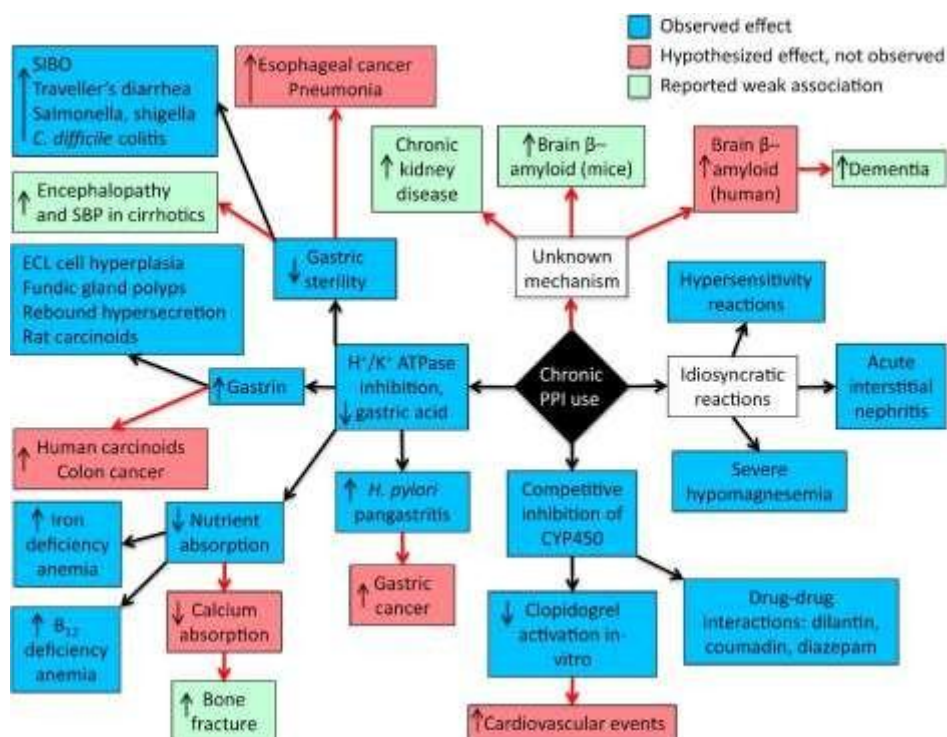 Observed effect
Hypothesized effect, not observed
Reported weak association
↑ SIBO
Traveller's diarrhea
Salmonella, shigella
C. difficile colitis
↑ Esophageal cancer
Pneumonia
↑ Encephalopathy
and SBP in cirrhotics
↓ Gastric
sterility
Chronic
↑ kidney
disease
↑ Brain β–
amyloid (mice)
Brain β–
↑ amyloid
(human)
↑ Dementia
Unknown
mechanism
ECL cell hyperplasia
Fundic gland polyps
Rebound hypersecretion
Rat carcinoids
↑ Gastrin
H⁺/K⁺ ATPase
inhibition,
↓ gastric acid
Chronic
PPI use
Idiosyncratic
reactions
Hypersensitivity
reactions
Acute
interstitial
nephritis
Severe
hypomagnesemia
↑ Human carcinoids
Colon cancer
↑ Iron
deficiency
anemia
↓ Nutrient
absorption
↑ H. pylori
pangastritis
Competitive
inhibition of
CYP450
↑ B₁₂
deficiency
anemia
↓ Calcium
absorption
↑ Gastric
cancer
↓ Clopidogrel
activation in-
vitro
Drug-drug
interactions: dilantin,
coumadin, diazepam
↑ Bone
fracture
↑ Cardiovascular events